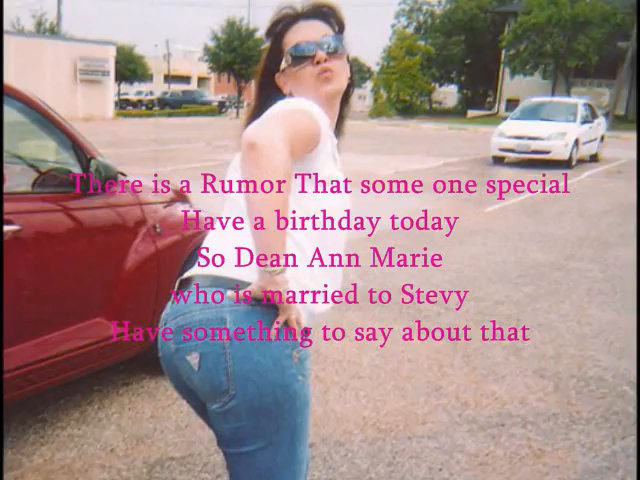 There is a Rumor That some one special
Have a birthday today
So Dean Ann Marie
who is married to Stevy
Have something to say about that